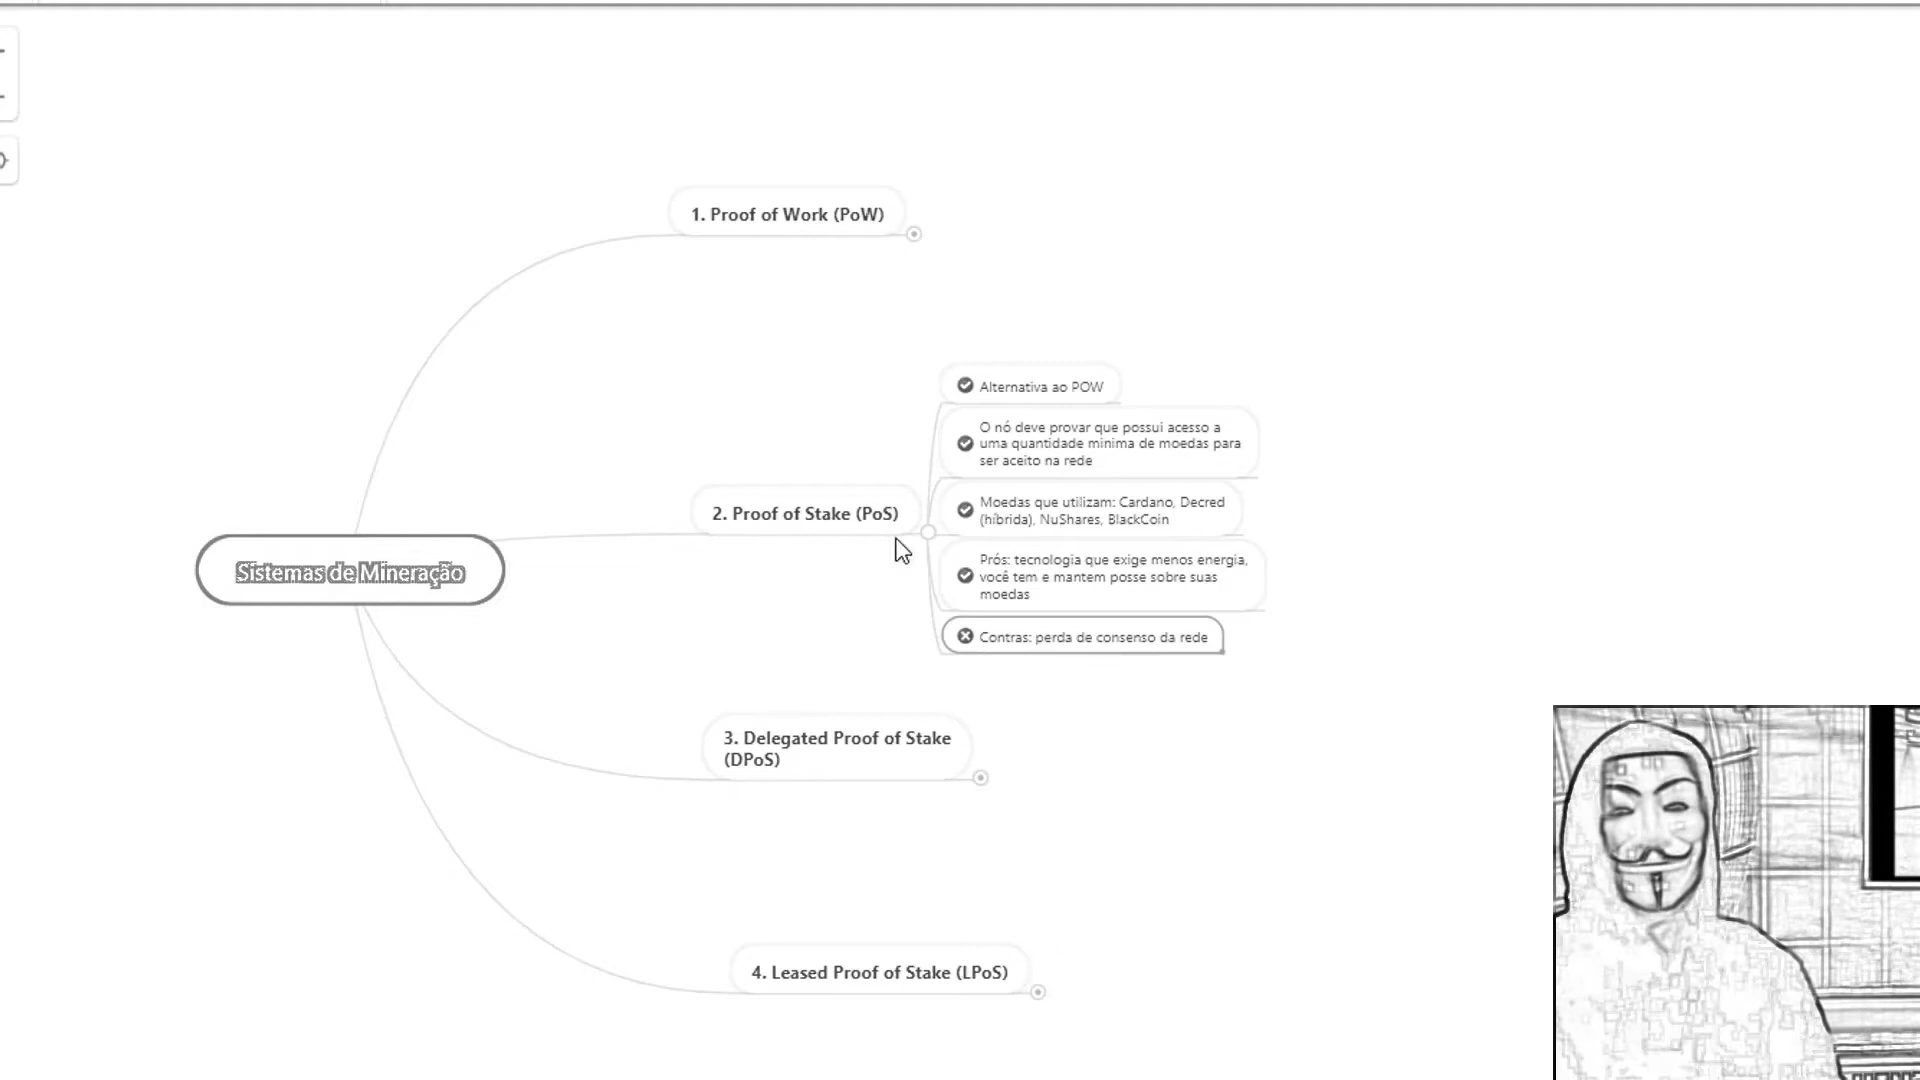 1. Proof of Work (PoW)
Alternativa ao POW
O nó deve provar que possui acesso a
uma quantidade minima de moedas para
ser aceito na rede
2. Proof of Stake (PoS)
Moedas que utilizam: Cardano, Decred
(híbrida), NuShares, BlackCoin
Prós: tecnologia que exige menos energia,
você tem e mantem posse sobre suas
moedas
Contras: perda de consenso da rede
Sistemas de Mineração
3. Delegated Proof of Stake
(DPoS)
4. Leased Proof of Stake (LPoS)